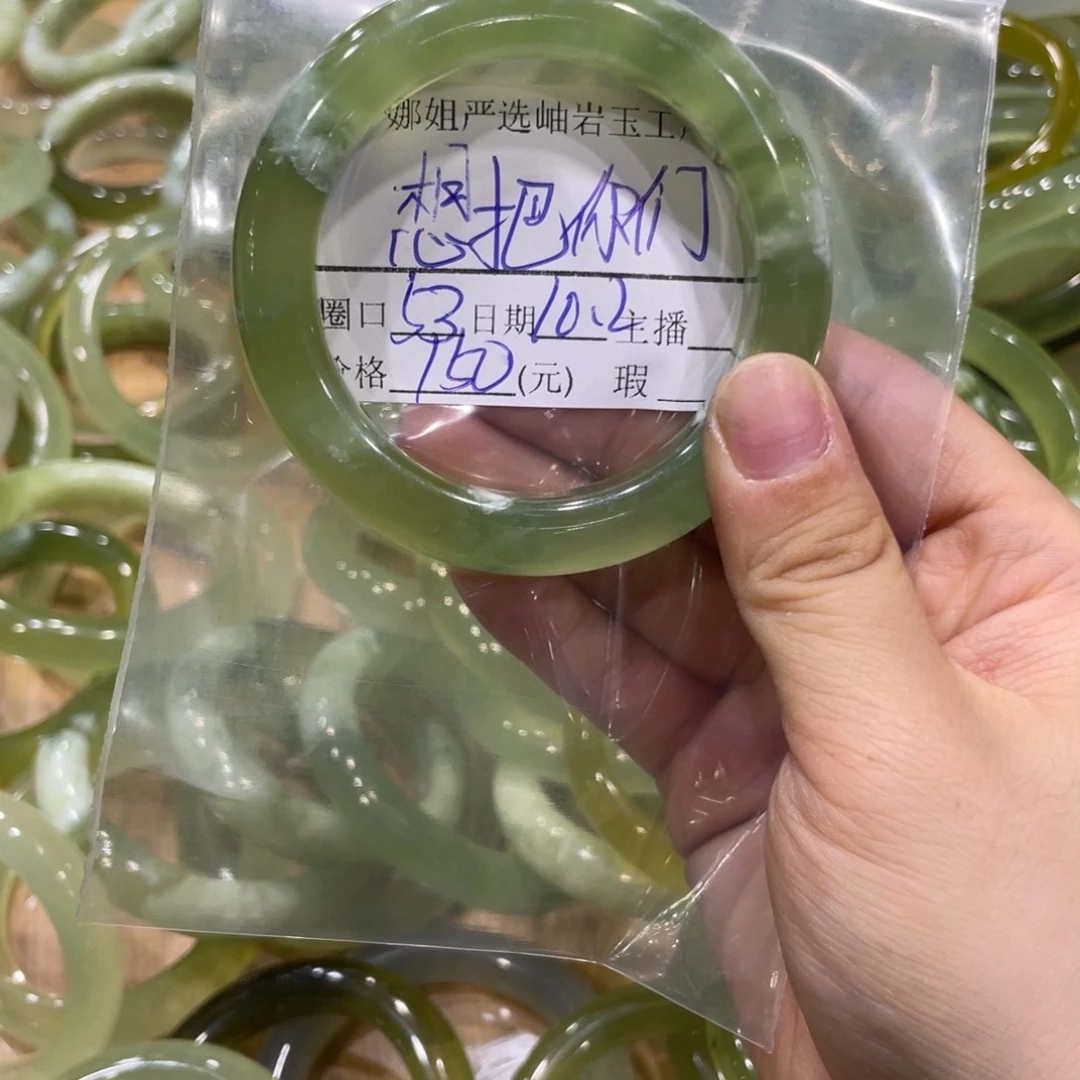 娜姐严选岫岩玉工厂
想把你们
圈口53日期10.2主播
价格750(元) 瑕